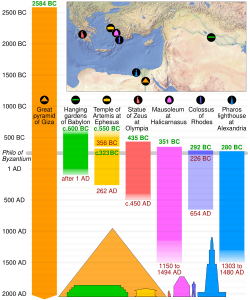 2584 BC
2500 BC
2000 BC
1500 BC
1000 BC
Great
pyramid
of Giza
Hanging
gardens
of Babylon
Temple of
Artemis at
Ephesus
Statue
of Zeus
at
Olympia
Mausoleum
at
Halicarnassus
Colossus
of
Rhodes
Pharos
lighthouse
at
Alexandria
c.600 BC
c.550 BC
500 BC
356 BC
435 BC
351 BC
292 BC
280 BC
Philo of
Byzantium
c.323 BC
226 BC
1 AD
after 1 AD
262 AD
c.450 AD
500 AD
654 AD
1000 AD
1150 to
1494 AD
1303 to
1480 AD
1500 AD
2000 AD